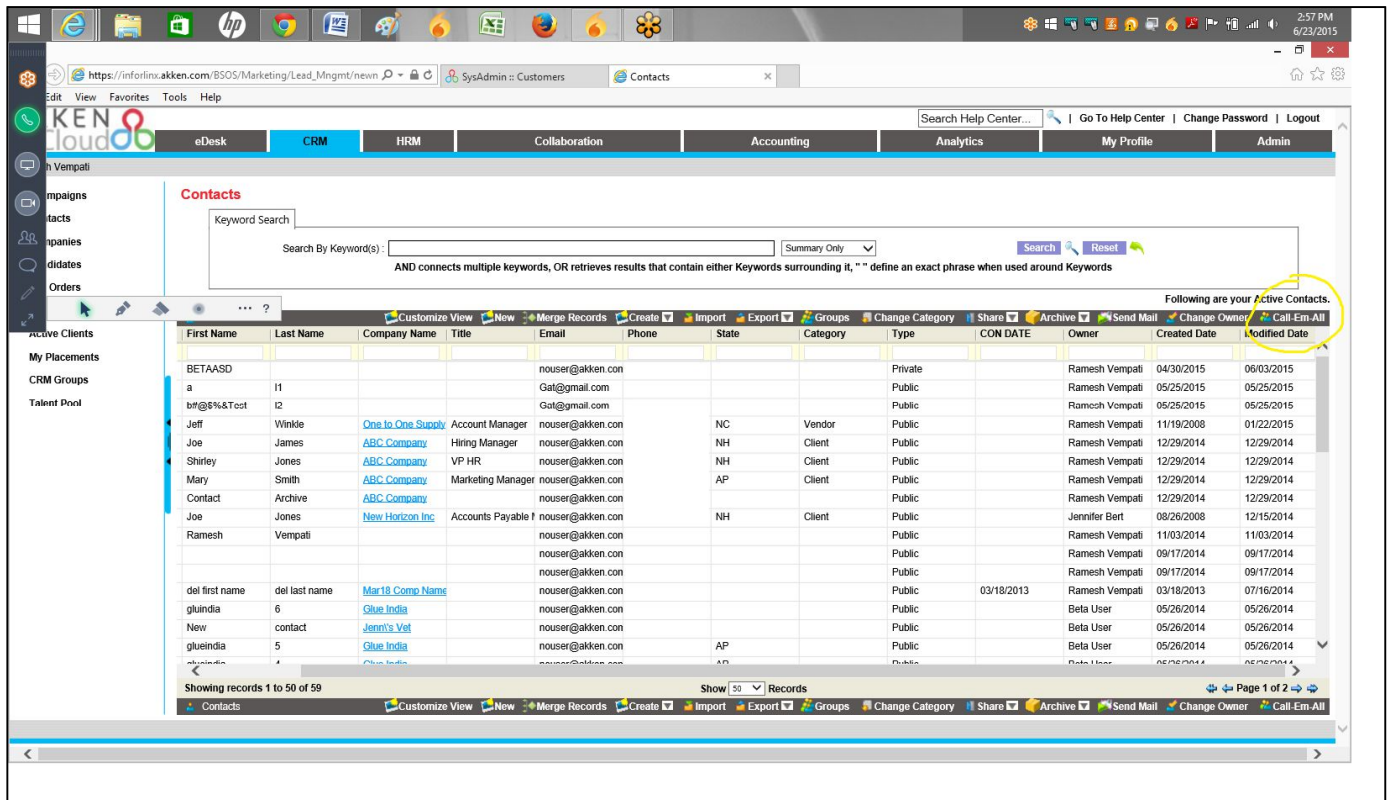 2:57 PM
6/23/2015
https://inforlinx.akken.com/BSOS/Marketing/Lead_Mngmt/newn SysAdmin :: Customers Contacts
Edit View Favorites Tools Help
KEN Search Help Center... | Go To Help Center | Change Password | Logout
Cloud eDesk CRM HRM Collaboration Accounting Analytics My Profile Admin
h Vempati
mpaigns
tacts
mpanies
didates
Orders
Active Clients
My Placements
CRM Groups
Talent Pool
Contacts
Keyword Search
Search By Keyword(s) : Summary Only Search Reset
AND connects multiple keywords, OR retrieves results that contain either Keywords surrounding it, " " define an exact phrase when used around Keywords
Following are your Active Contacts.
... ?
Customize View New Merge Records Create Import Export Groups Change Category Share Archive Send Mail Change Owner Call-Em-All
First Name Last Name Company Name Title Email Phone State Category Type CON DATE Owner Created Date Modified Date
BETAASD nouser@akken.con Private Ramesh Vempati 04/30/2015 06/03/2015
a l1 Gat@gmail.com Public Ramesh Vempati 05/25/2015 05/25/2015
b#@$%&Test l2 Gat@gmail.com Public Ramesh Vempati 05/25/2015 05/25/2015
Jeff Winkle One to One Supply Account Manager nouser@akken.con NC Vendor Public Ramesh Vempati 11/19/2008 01/22/2015
Joe James ABC Company Hiring Manager nouser@akken.con NH Client Public Ramesh Vempati 12/29/2014 12/29/2014
Shirley Jones ABC Company VP HR nouser@akken.con NH Client Public Ramesh Vempati 12/29/2014 12/29/2014
Mary Smith ABC Company Marketing Manager nouser@akken.con AP Client Public Ramesh Vempati 12/29/2014 12/29/2014
Contact Archive ABC Company nouser@akken.con Public Ramesh Vempati 12/29/2014 12/29/2014
Joe Jones New Horizon Inc Accounts Payable nouser@akken.con NH Client Public Jennifer Bert 08/26/2008 12/15/2014
Ramesh Vempati nouser@akken.con Public Ramesh Vempati 11/03/2014 11/03/2014
nouser@akken.con Public Ramesh Vempati 09/17/2014 09/17/2014
nouser@akken.con Public Ramesh Vempati 09/17/2014 09/17/2014
del first name del last name Mar18 Comp Name nouser@akken.con Public 03/18/2013 Ramesh Vempati 03/18/2013 07/16/2014
gluindia 6 Glue India nouser@akken.con Public Beta User 05/26/2014 05/26/2014
New contact Jenn\'s Vet nouser@akken.con Public Beta User 05/26/2014 05/26/2014
glueindia 5 Glue India nouser@akken.con AP Public Beta User 05/26/2014 05/26/2014
Showing records 1 to 50 of 59 Show 50 Records Page 1 of 2
Contacts Customize View New Merge Records Create Import Export Groups Change Category Share Archive Send Mail Change Owner Call-Em-All